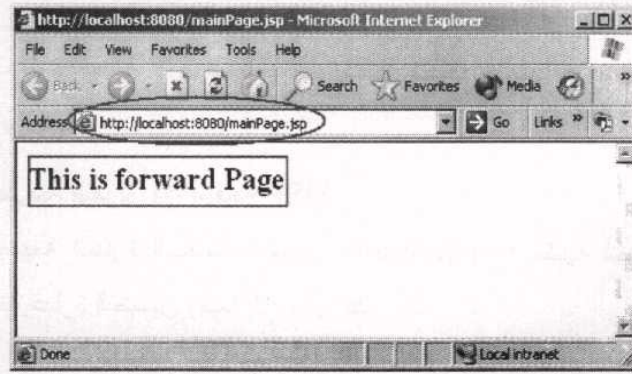 http://localhost:8080/mainPage.jsp - Microsoft Internet Explorer
File Edit View Favorites Tools Help
Back Search Favorites Media »
Address http://localhost:8080/mainPage.jsp Go Links »
This is forward Page
Done Local intranet